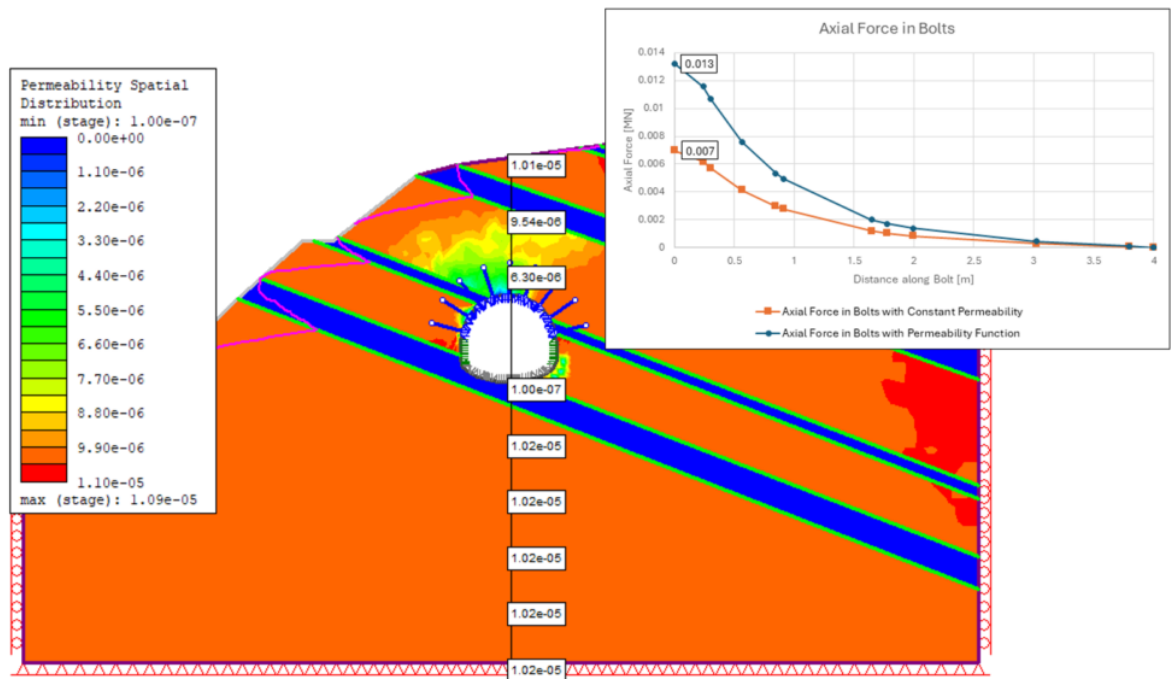 Permeability Spatial
Distribution
min (stage): 1.00e-07
0.00e+00
1.10e-06
2.20e-06
3.30e-06
4.40e-06
5.50e-06
6.60e-06
7.70e-06
8.80e-06
9.90e-06
1.10e-05
max (stage): 1.09e-05
1.01e-05
9.54e-06
6.30e-06
1.00e-07
1.02e-05
1.02e-05
1.02e-05
1.02e-05
1.02e-05
Axial Force in Bolts
Axial Force [MN]
0.014
0.012
0.01
0.008
0.006
0.004
0.002
0
0.013
0.007
0 0.5 1 1.5 2 2.5 3 3.5 4
Distance along Bolt [m]
Axial Force in Bolts with Constant Permeability
Axial Force in Bolts with Permeability Function